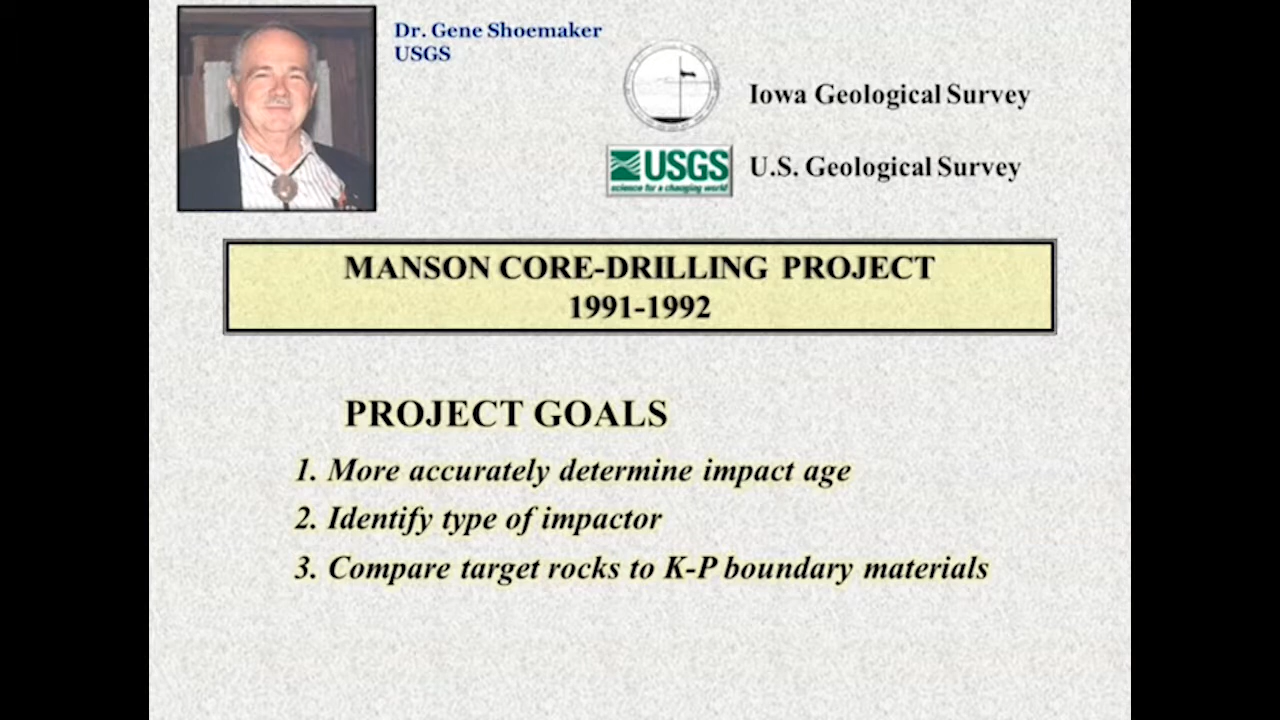 Dr. Gene Shoemaker
USGS
Iowa Geological Survey
USGS
science for a changing world
U.S. Geological Survey
MANSON CORE-DRILLING PROJECT
1991-1992
PROJECT GOALS
1. More accurately determine impact age
2. Identify type of impactor
3. Compare target rocks to K-P boundary materials